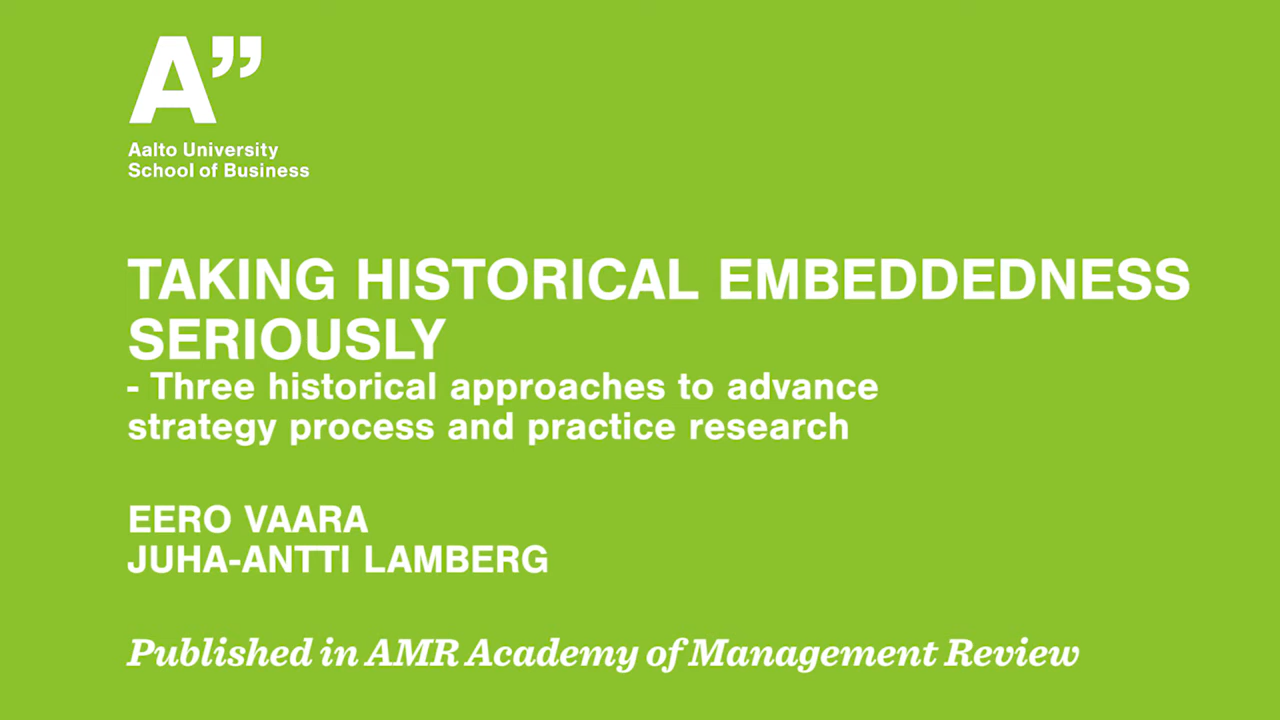 A”
Aalto University
School of Business
TAKING HISTORICAL EMBEDDEDNESS
SERIOUSLY
- Three historical approaches to advance
strategy process and practice research
EERO VAARA
JUHA-ANTTI LAMBERG
Published in AMR Academy of Management Review